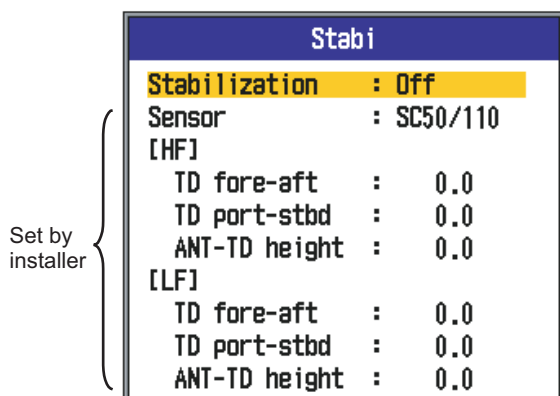 Stabi
Stabilization : Off
Sensor : SC50/110
[HF]
TD fore-aft : 0.0
TD port-stbd : 0.0
ANT-TD height : 0.0
[LF]
TD fore-aft : 0.0
TD port-stbd : 0.0
ANT-TD height : 0.0
Set by
installer